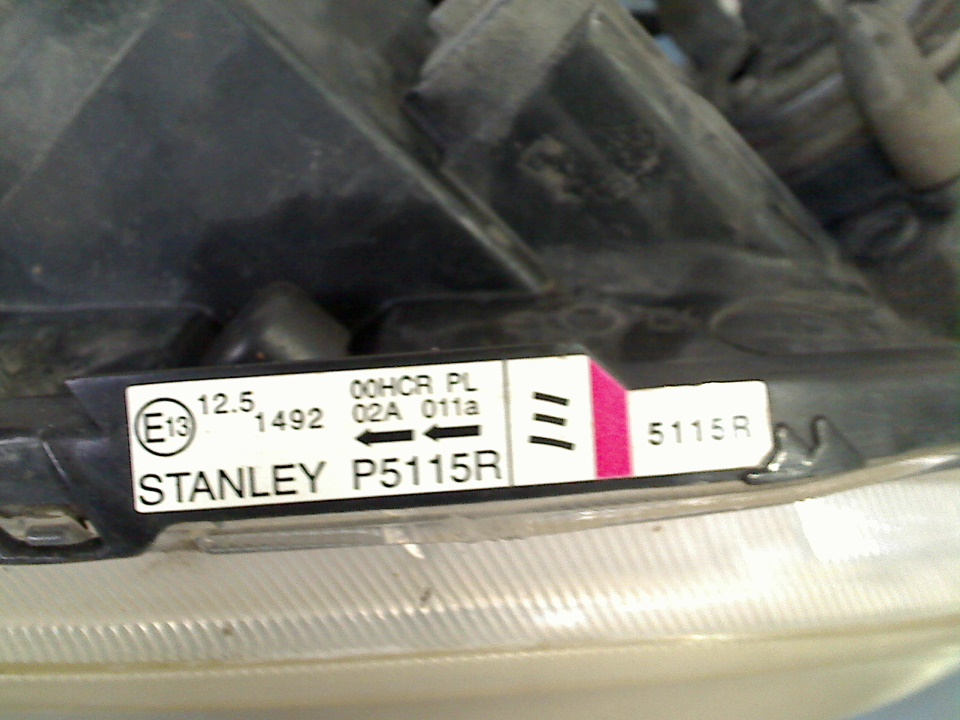 E13 12.5 1492
00HCR PL
02A 011a
STANLEY P5115R
5115R